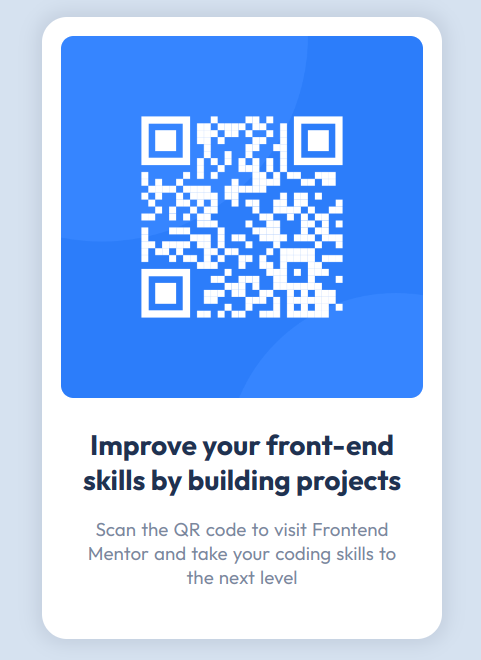 Improve your front-end
skills by building projects
Scan the QR code to visit Frontend
Mentor and take your coding skills to
the next level